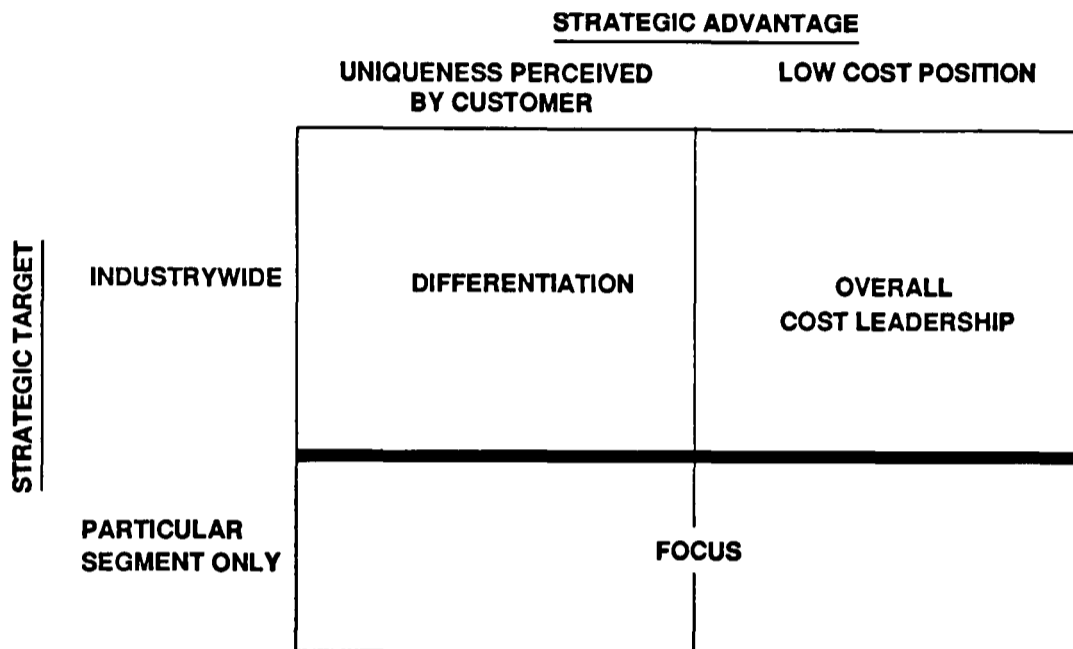 STRATEGIC ADVANTAGE
UNIQUENESS PERCEIVED
BY CUSTOMER
LOW COST POSITION
STRATEGIC TARGET
INDUSTRYWIDE
DIFFERENTIATION
OVERALL
COST LEADERSHIP
PARTICULAR
SEGMENT ONLY
FOCUS